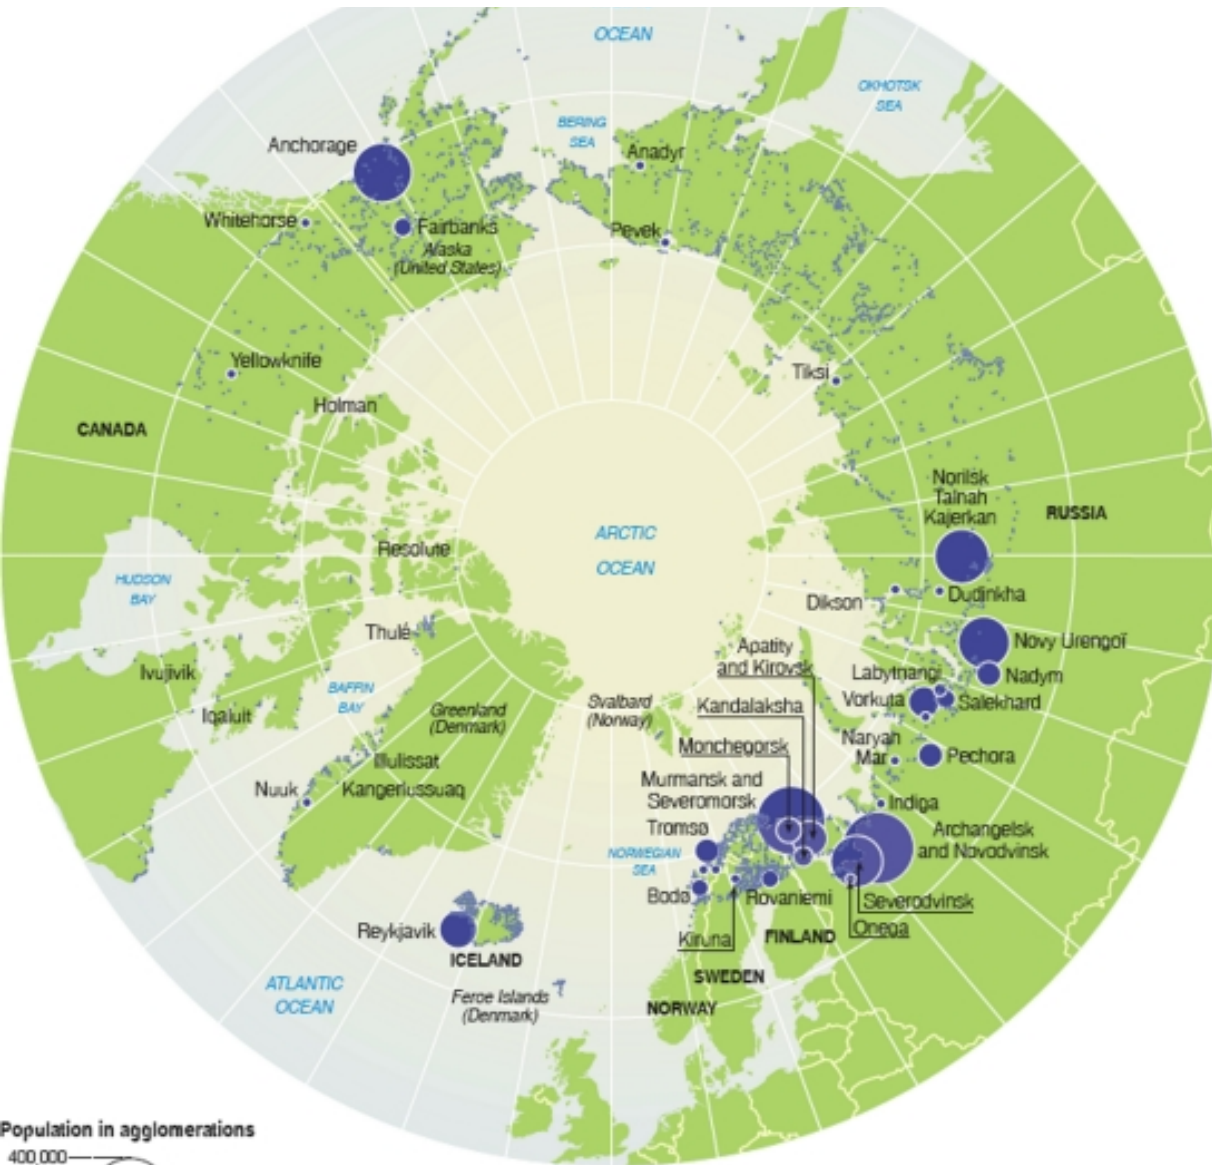 OCEAN
OKHOTSK
SEA
BERING
SEA
Anchorage
Anadyr
Whitehorse
Fairbanks
Pevek
Alaska
(United States)
Yellowknife
Tiksi
Holman
CANADA
Norilsk
Talnah
Kajerkan
RUSSIA
ARCTIC
OCEAN
Resolute
HUDSON
BAY
Dikson
Dudinkha
Thulé
Apatity
and Kirovsk
Novy Urengoï
Ivujivik
Labytnangi
Nadym
BAFFIN
BAY
Svalbard
(Norway)
Vorkuta
Salekhard
Iqaluit
Greenland
(Denmark)
Kandalaksha
Monchegorsk
Naryah
Mar
Pechora
Illulissat
Nuuk
Kangerlussuaq
Murmansk and
Severomorsk
Indiga
Tromsø
Archangelsk
and Novodvinsk
NORWEGIAN
SEA
Bodø
Rovaniemi
Severodvinsk
Reykjavik
Kiruna
Onega
FINLAND
ICELAND
SWEDEN
ATLANTIC
OCEAN
Feroe Islands
(Denmark)
NORWAY
Population in agglomerations
400,000